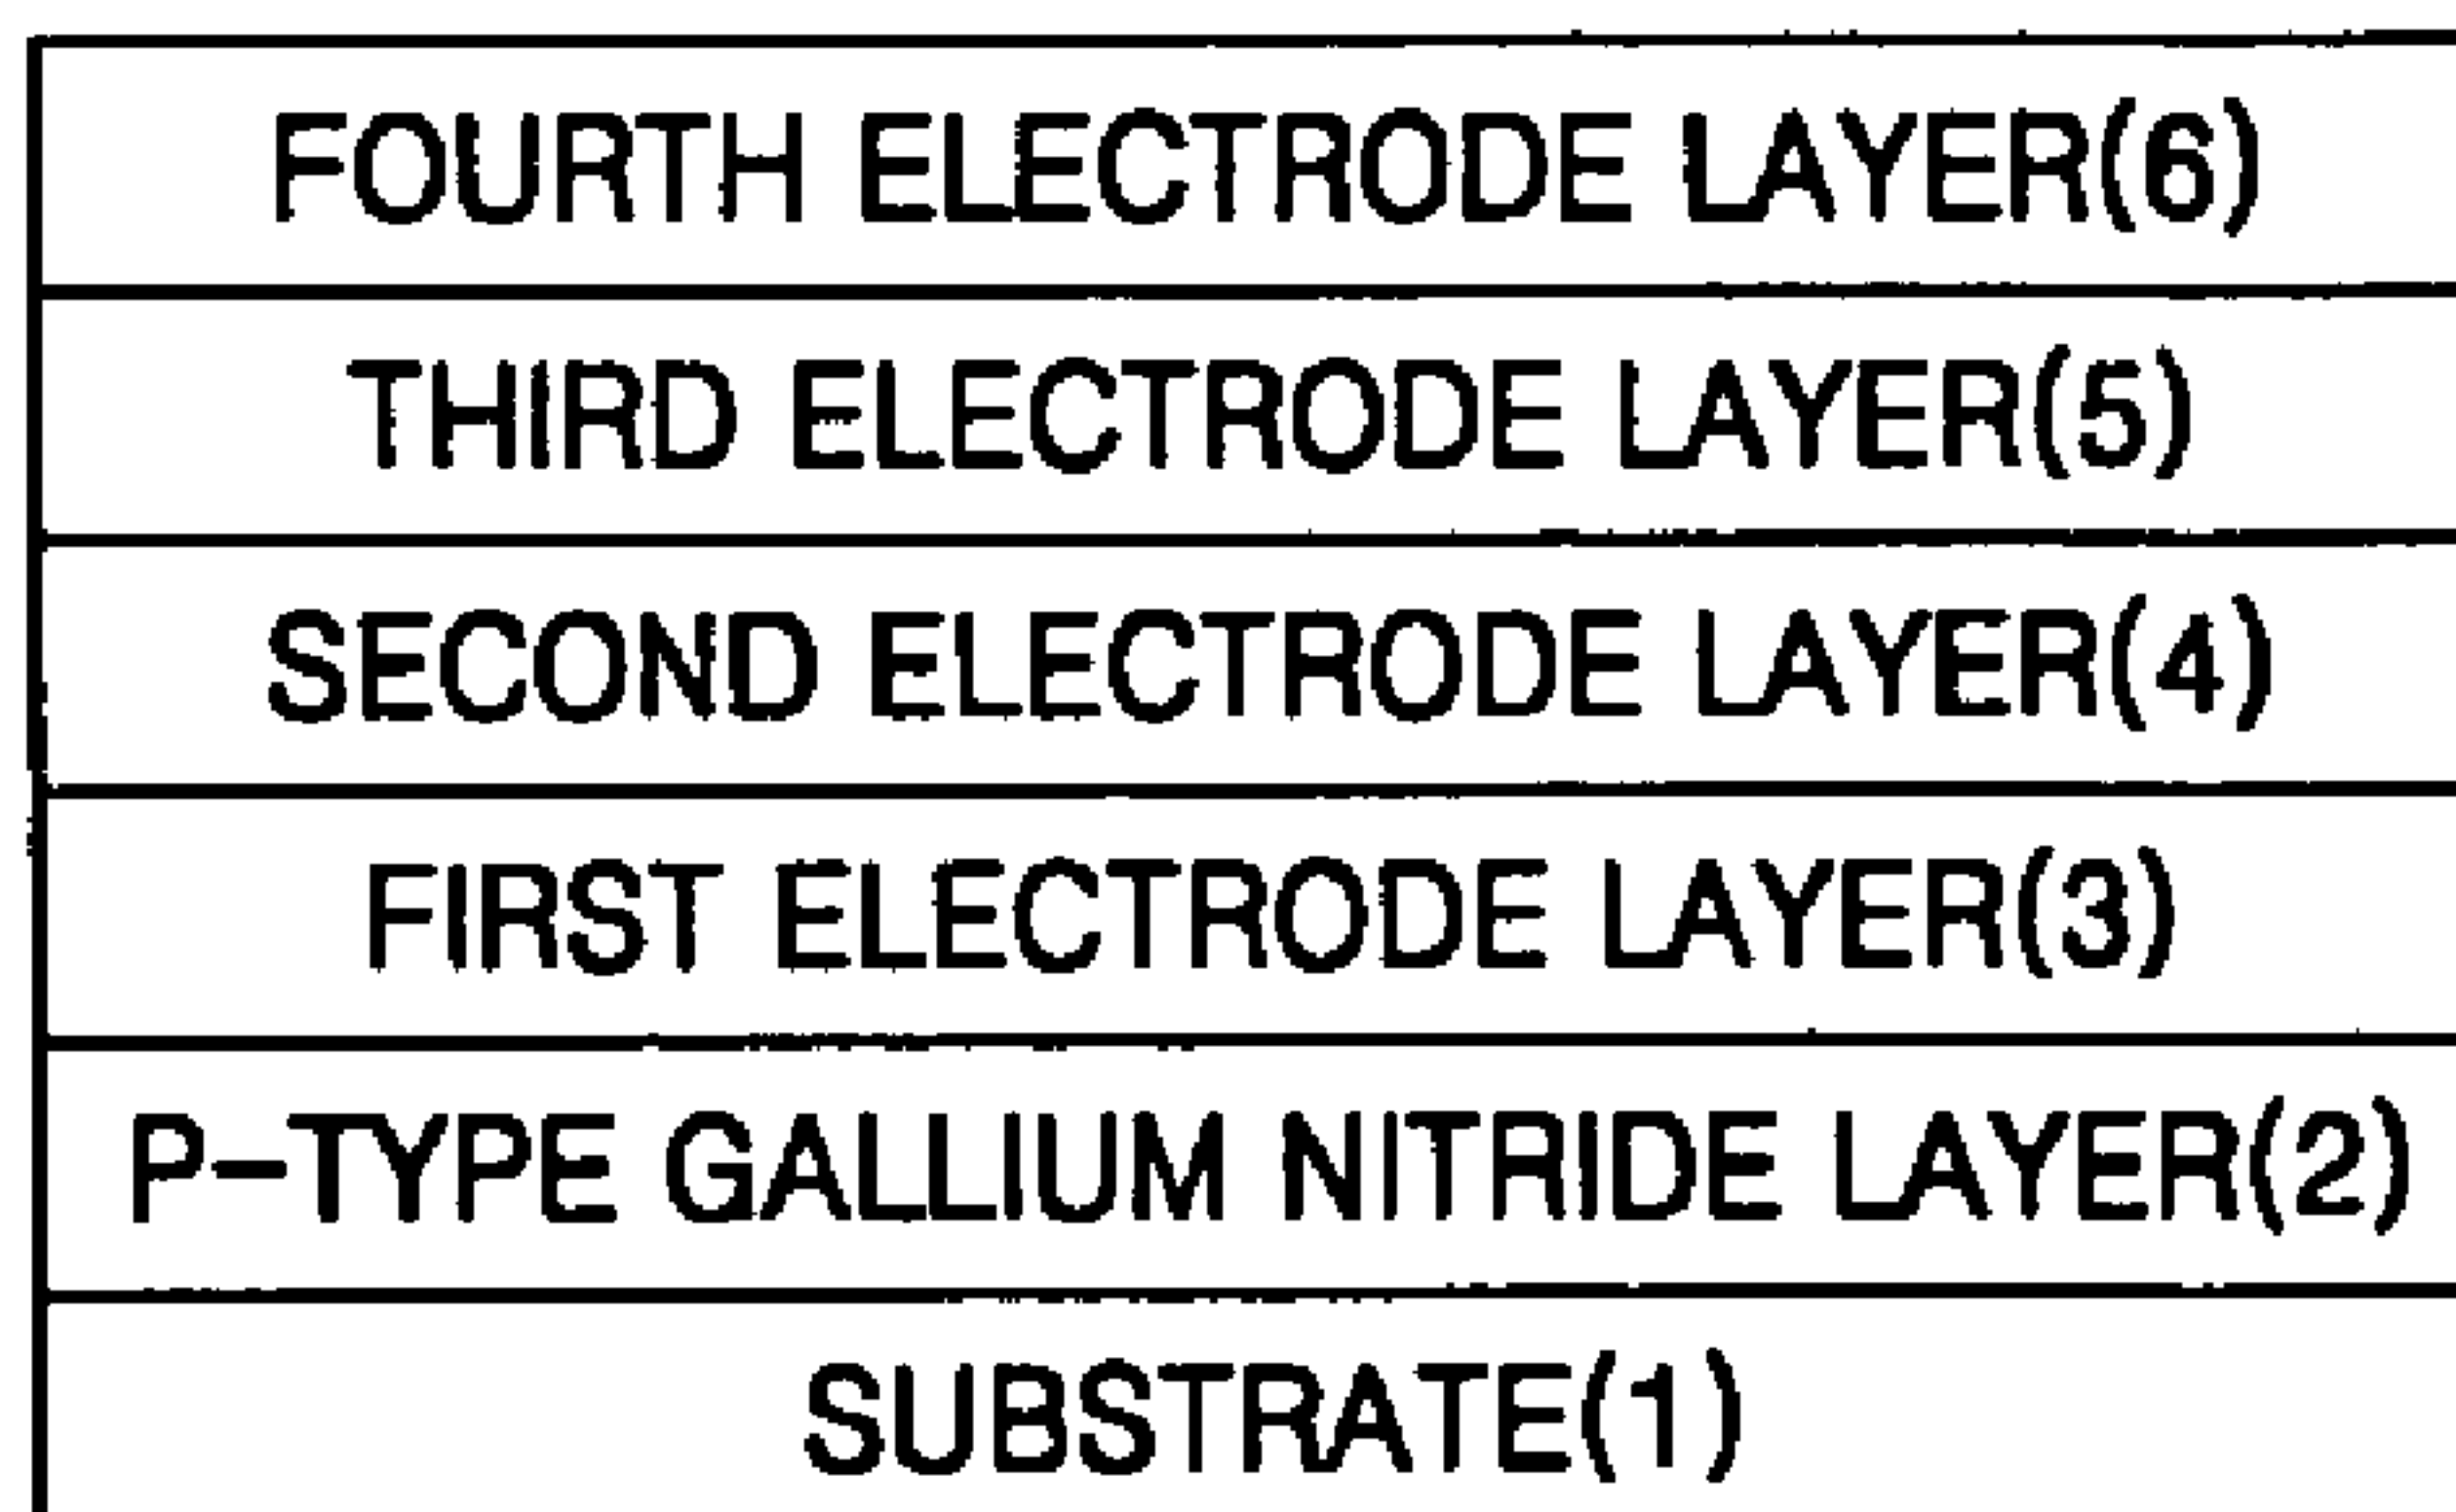 FOURTH ELECTRODE LAYER(6)
THIRD ELECTRODE LAYER(5)
SECOND ELECTRODE LAYER(4)
FIRST ELECTRODE LAYER(3)
P-TYPE GALLIUM NITRIDE LAYER(2)
SUBSTRATE(1)